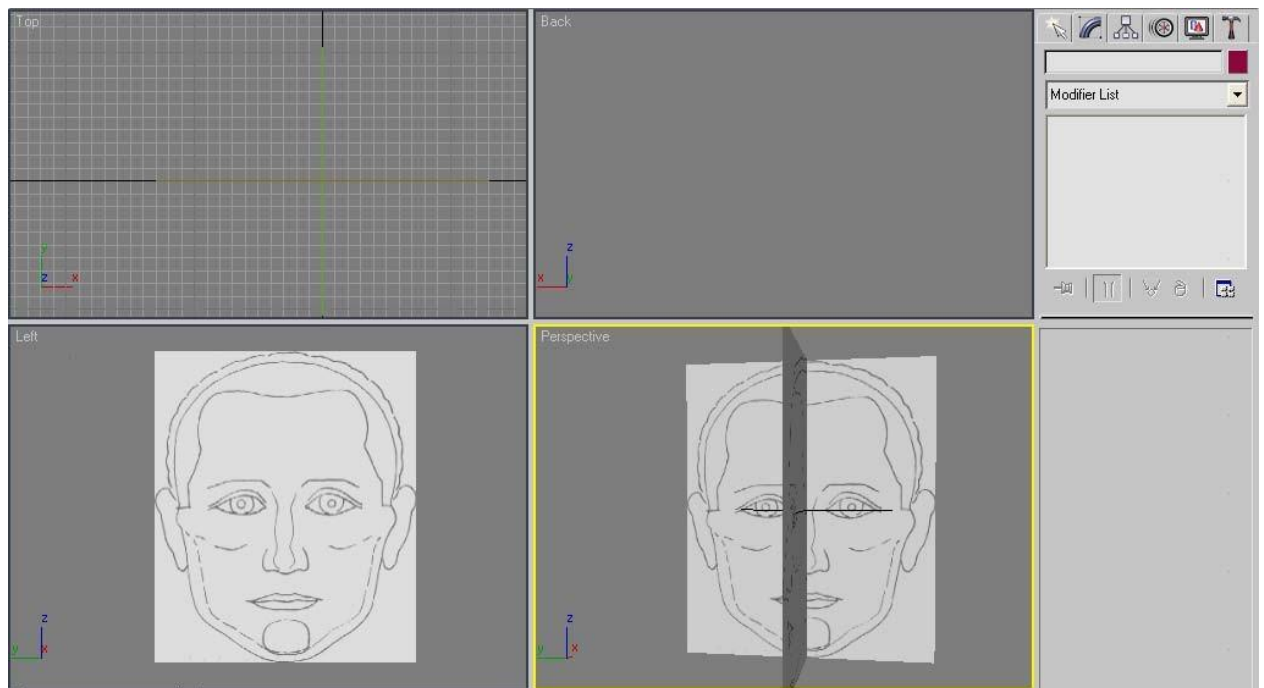 Top
Back
Modifier List
y
z x
z
x y
Left
Perspective
z
y x
z
y x